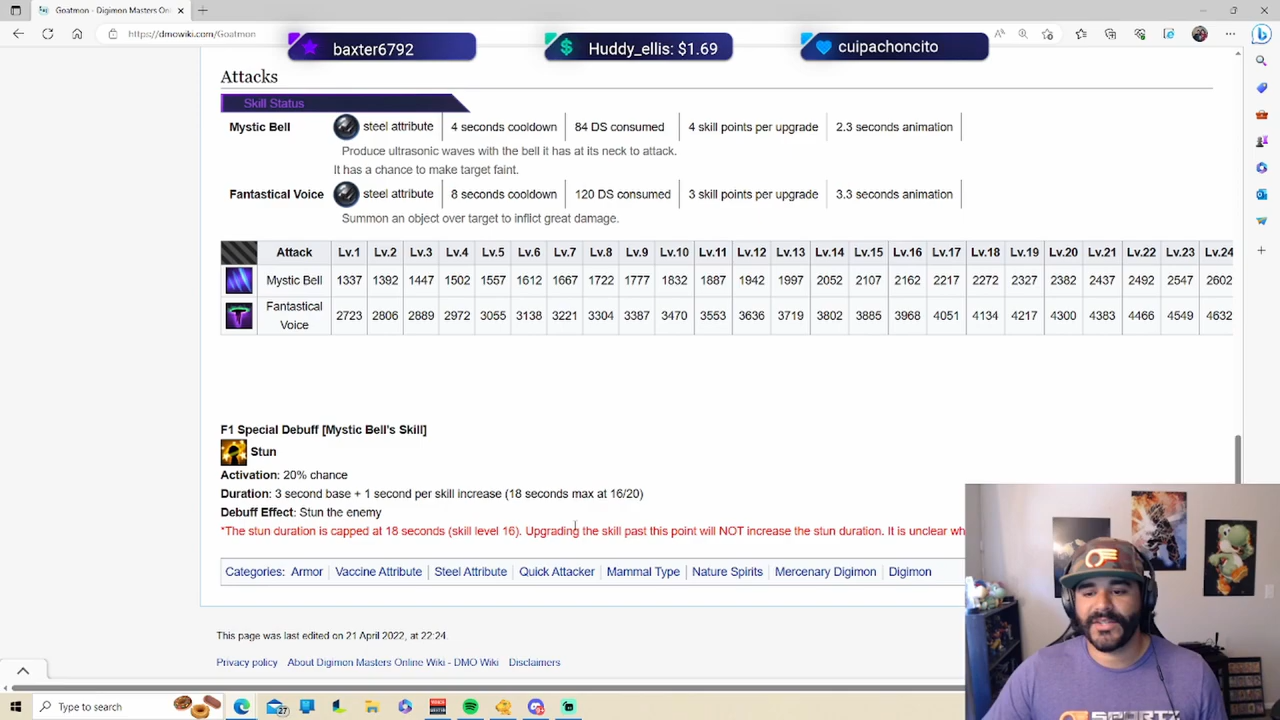 Goatmon - Digimon Masters Onlin
https://dmowiki.com/Goatmon
baxter6792
Huddy_ellis: $1.69
cuipachoncito
Attacks
Skill Status
Mystic Bell steel attribute 4 seconds cooldown 84 DS consumed 4 skill points per upgrade 2.3 seconds animation
Produce ultrasonic waves with the bell it has at its neck to attack.
It has a chance to make target faint.
Fantastical Voice steel attribute 8 seconds cooldown 120 DS consumed 3 skill points per upgrade 3.3 seconds animation
Summon an object over target to inflict great damage.
Attack Lv.1 Lv.2 Lv.3 Lv.4 Lv.5 Lv.6 Lv.7 Lv.8 Lv.9 Lv.10 Lv.11 Lv.12 Lv.13 Lv.14 Lv.15 Lv.16 Lv.17 Lv.18 Lv.19 Lv.20 Lv.21 Lv.22 Lv.23 Lv.24
Mystic Bell 1337 1392 1447 1502 1557 1612 1667 1722 1777 1832 1887 1942 1997 2052 2107 2162 2217 2272 2327 2382 2437 2492 2547 2602
Fantastical
Voice 2723 2806 2889 2972 3055 3138 3221 3304 3387 3470 3553 3636 3719 3802 3885 3968 4051 4134 4217 4300 4383 4466 4549 4632
F1 Special Debuff [Mystic Bell's Skill]
Stun
Activation: 20% chance
Duration: 3 second base + 1 second per skill increase (18 seconds max at 16/20)
Debuff Effect: Stun the enemy
*The stun duration is capped at 18 seconds (skill level 16). Upgrading the skill past this point will NOT increase the stun duration. It is unclear wh
Categories: Armor Vaccine Attribute Steel Attribute Quick Attacker Mammal Type Nature Spirits Mercenary Digimon Digimon
This page was last edited on 21 April 2022, at 22:24.
Privacy policy About Digimon Masters Online Wiki - DMO Wiki Disclaimers
Type to search
27